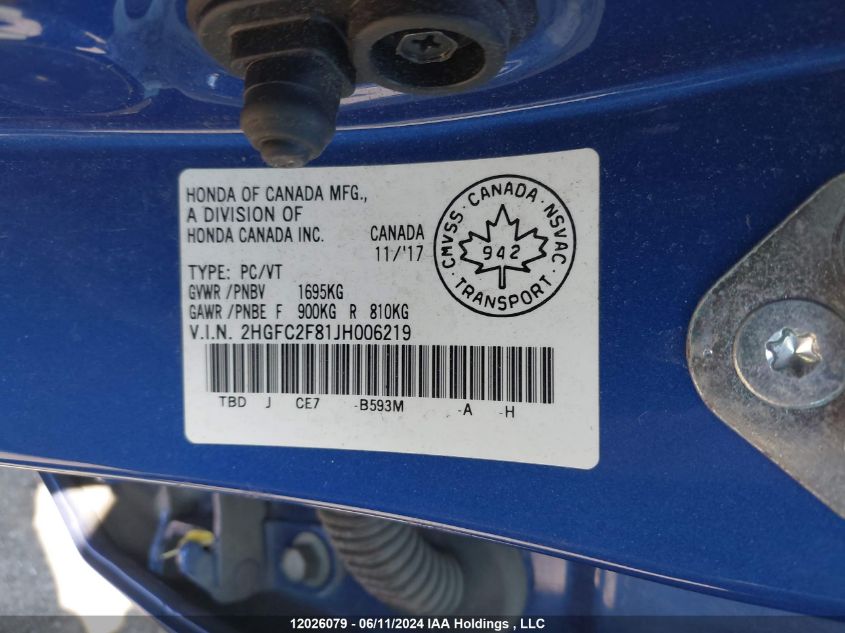 HONDA OF CANADA MFG.,
A DIVISION OF
HONDA CANADA INC. CANADA
11/'17
CMVSS · CANADA · NSVAC ·
942
TRANSPORT
TYPE: PC/VT
GVWR /PNBV 1695KG
GAWR /PNBE F 900KG R 810KG
V.I.N. 2HGFC2F81JH006219
TBD J CE7 -B593M -A -H
12026079 - 06/11/2024 IAA Holdings , LLC